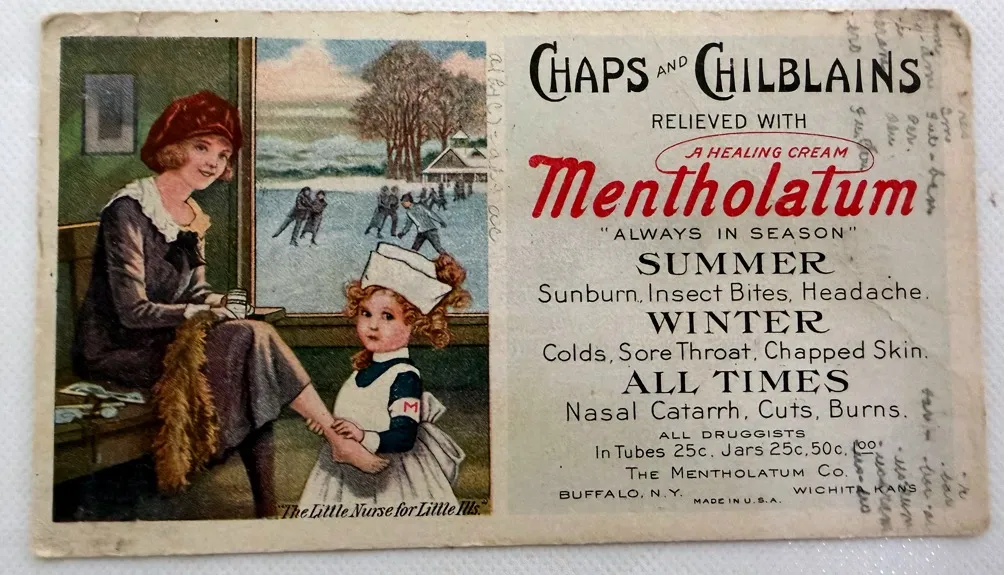 CHAPS AND CHILBLAINS
RELIEVED WITH
A HEALING CREAM
Mentholatum
"ALWAYS IN SEASON"
SUMMER
Sunburn, Insect Bites, Headache.
WINTER
Colds, Sore Throat, Chapped Skin.
ALL TIMES
Nasal Catarrh, Cuts, Burns.
ALL DRUGGISTS
In Tubes 25c, Jars 25c, 50c,
THE MENTHOLATUM CO.
BUFFALO, N.Y. WICHITA, KANS
MADE IN U.S.A.
M
"The Little Nurse for Little Ills."